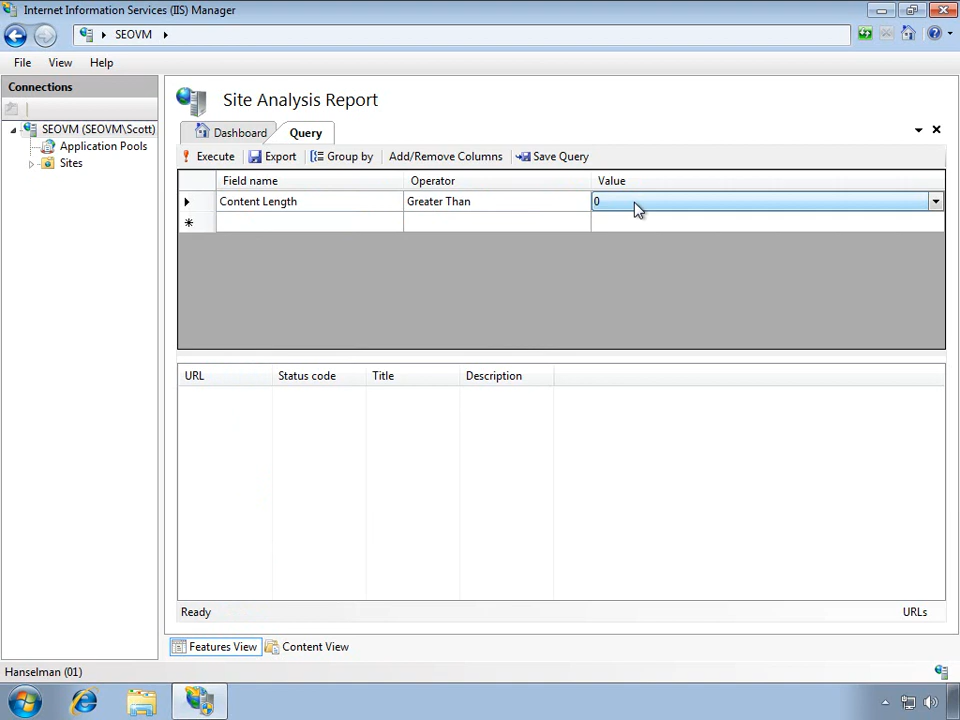 Internet Information Services (IIS) Manager
SEOVM
File View Help
Connections
SEOVM (SEOVM\Scott)
Application Pools
Sites
Site Analysis Report
Dashboard Query
Execute Export Group by Add/Remove Columns Save Query
Field name Operator Value
Content Length Greater Than 0
URL Status code Title Description
Ready URLs
Features View Content View
Hanselman (01)